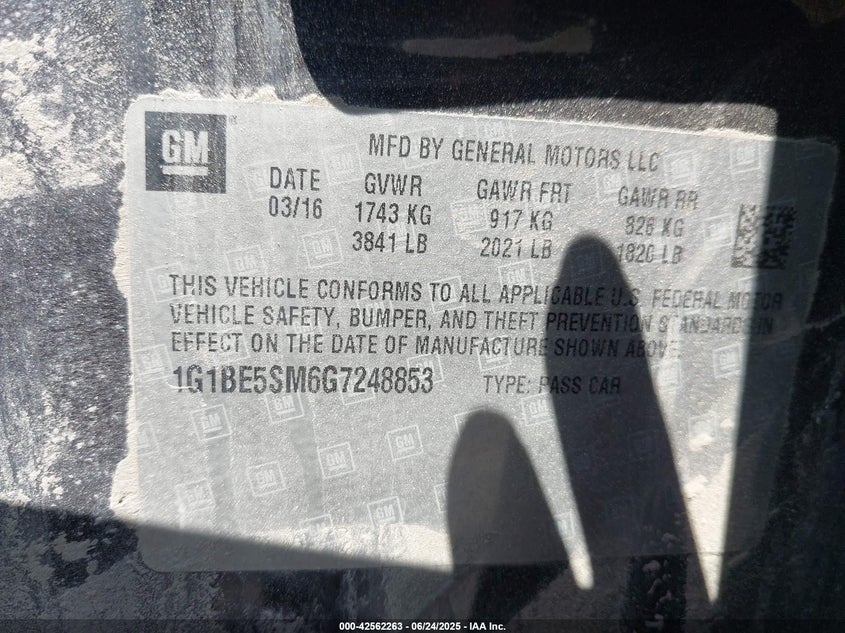 GM
MFD BY GENERAL MOTORS LLC
DATE GVWR GAWR FRT GAWR RR
03/16 1743 KG 917 KG 826 KG
3841 LB 2021 LB 1820 LB
THIS VEHICLE CONFORMS TO ALL APPLICABLE U.S. FEDERAL MOTOR
VEHICLE SAFETY, BUMPER, AND THEFT PREVENTION STANDARDS IN
EFFECT ON THE DATE OF MANUFACTURE SHOWN ABOVE.
1G1BE5SM6G7248853 TYPE: PASS CAR
000-42562263 - 06/24/2025 - IAA Inc.